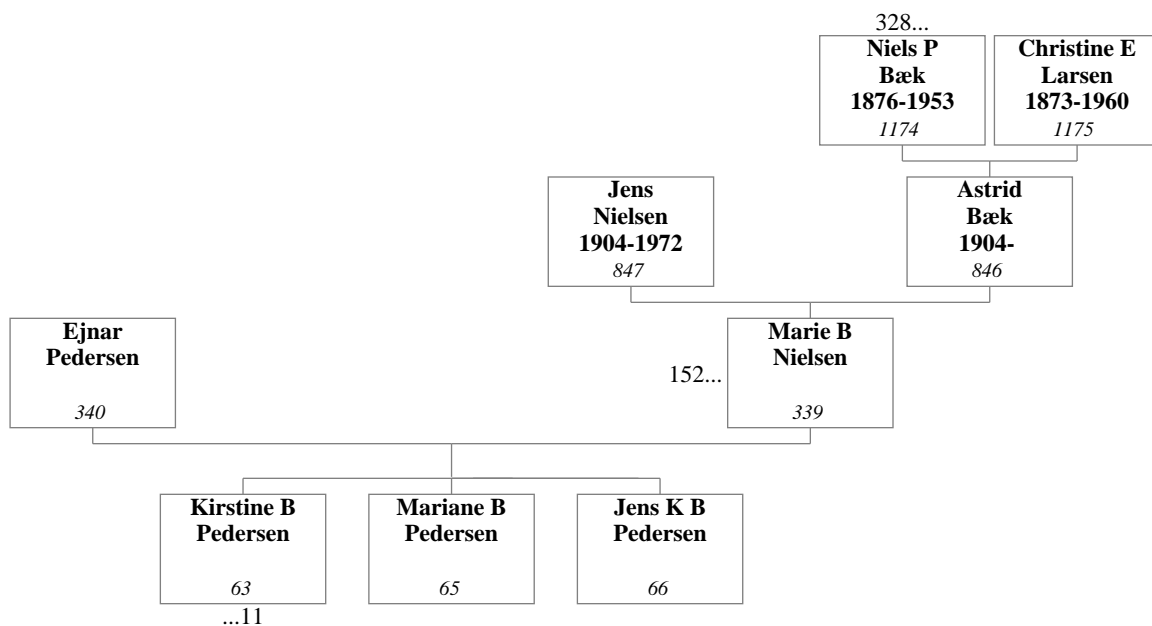 328...
Niels P
Bæk
1876-1953
1174
Christine E
Larsen
1873-1960
1175
Jens
Nielsen
1904-1972
847
Astrid
Bæk
1904-
846
Ejnar
Pedersen
340
152...
Marie B
Nielsen
339
Kirstine B
Pedersen
63
...11
Mariane B
Pedersen
65
Jens K B
Pedersen
66